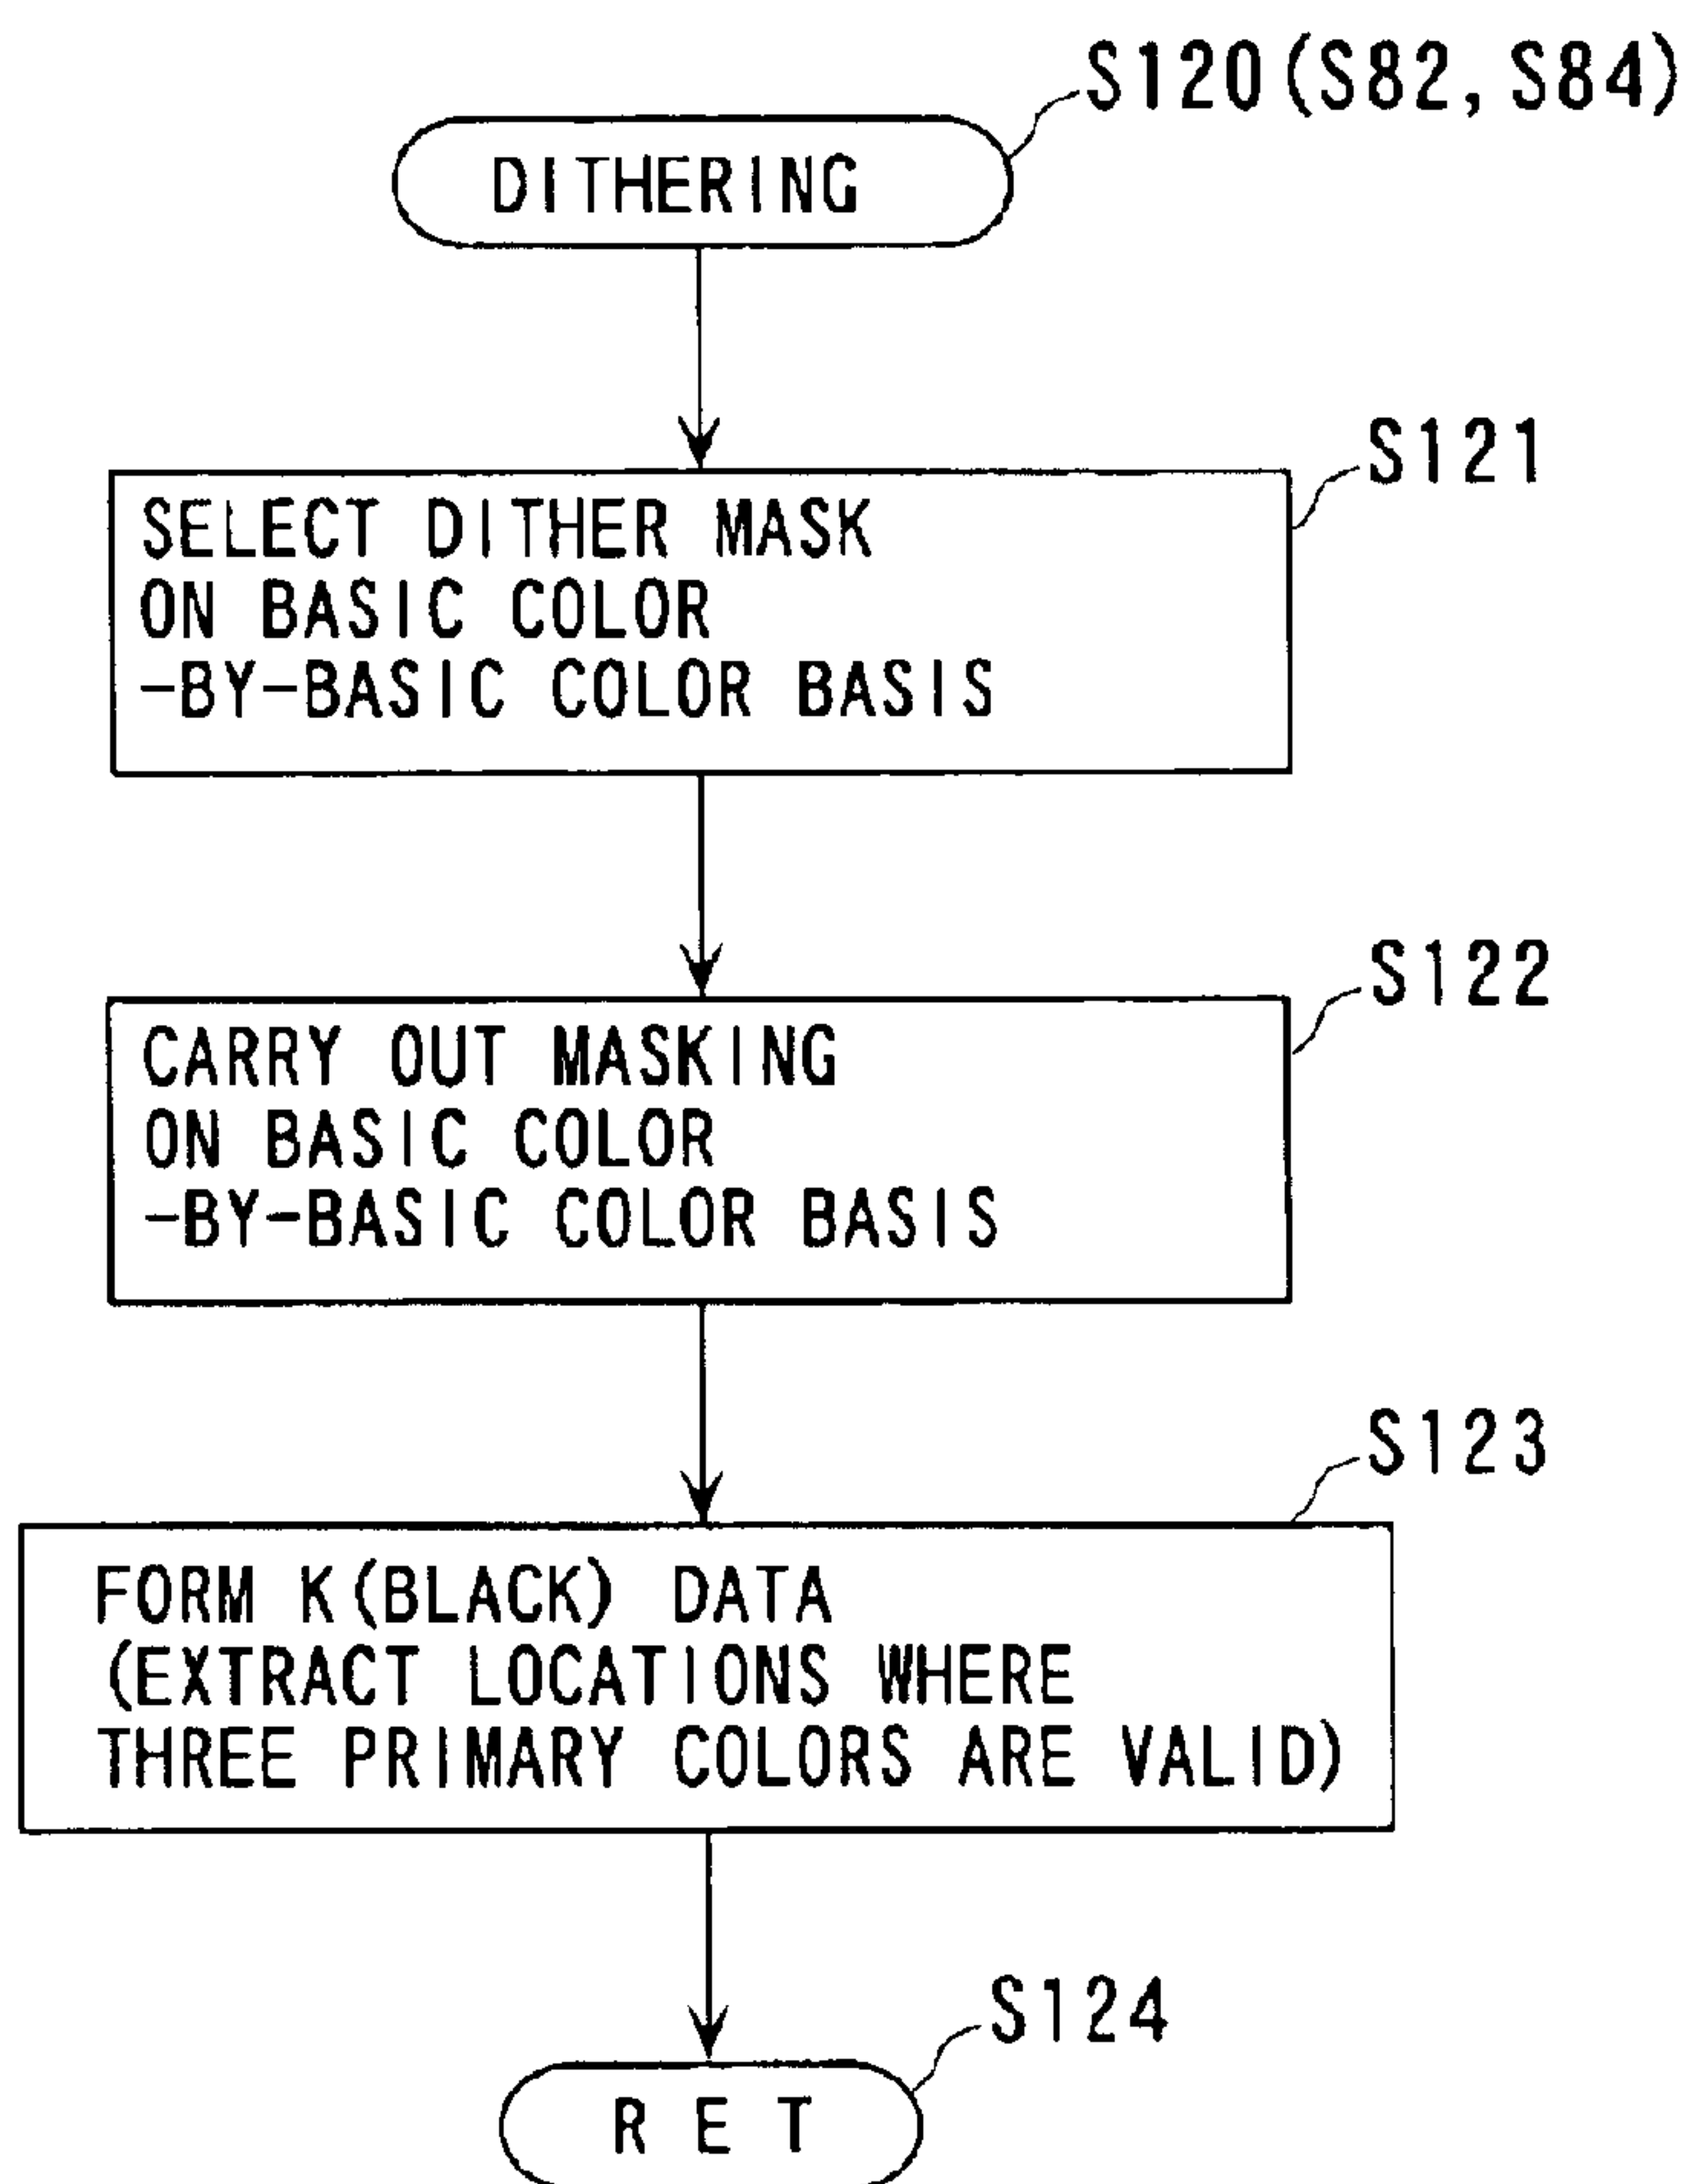 S120(S82, S84)
DITHERING
S121
SELECT DITHER MASK
ON BASIC COLOR
-BY-BASIC COLOR BASIS
S122
CARRY OUT MASKING
ON BASIC COLOR
-BY-BASIC COLOR BASIS
S123
FORM K(BLACK) DATA
(EXTRACT LOCATIONS WHERE
THREE PRIMARY COLORS ARE VALID)
S124
RET